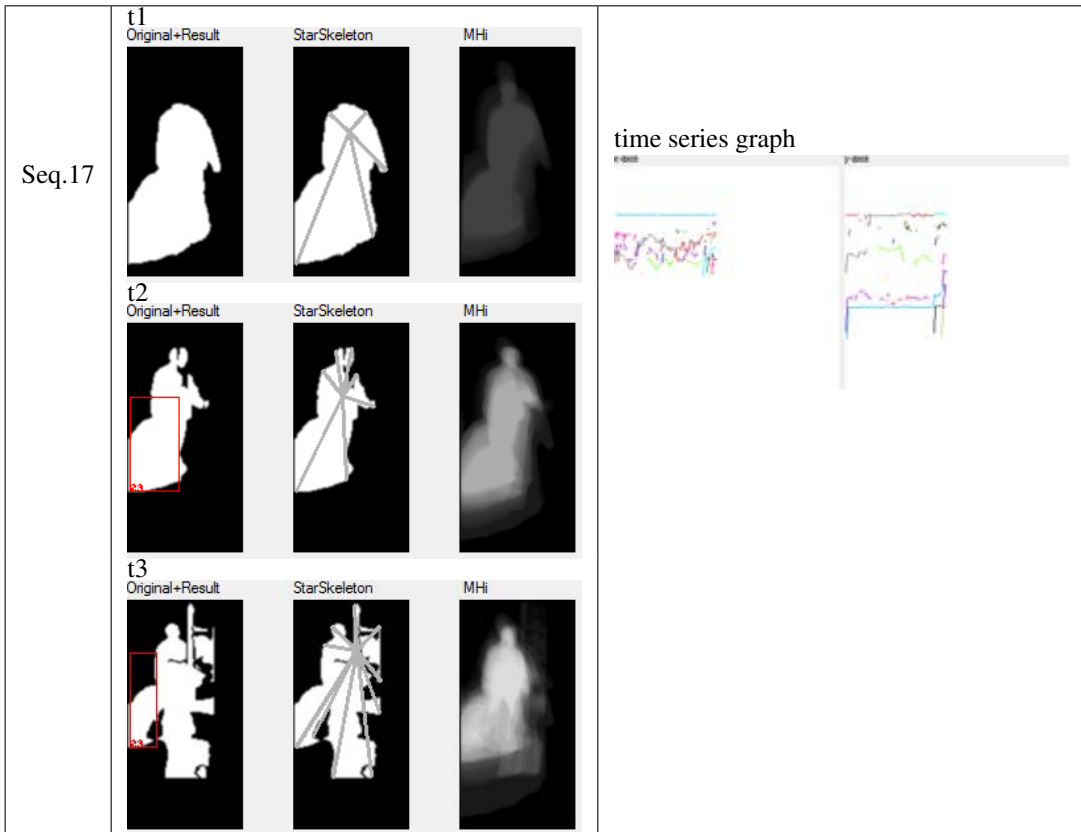 Seq.17
t1
Original+Result StarSkeleton MHi
t2
Original+Result StarSkeleton MHi
t3
Original+Result StarSkeleton MHi
time series graph